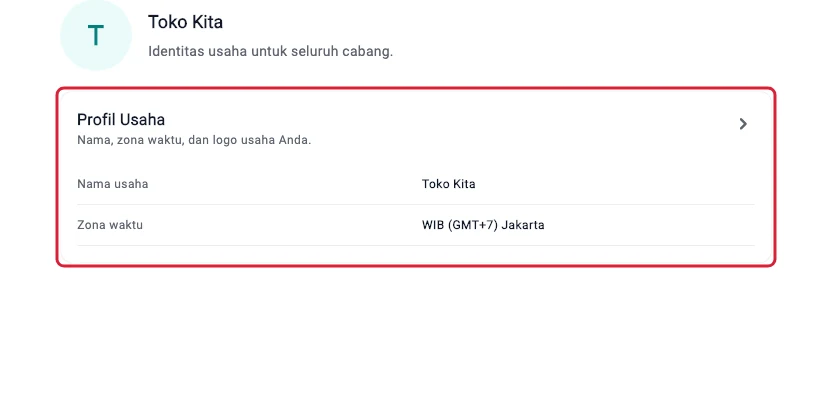 T
Toko Kita
Identitas usaha untuk seluruh cabang.
Profil Usaha
Nama, zona waktu, dan logo usaha Anda.
Nama usaha Toko Kita
Zona waktu WIB (GMT+7) Jakarta